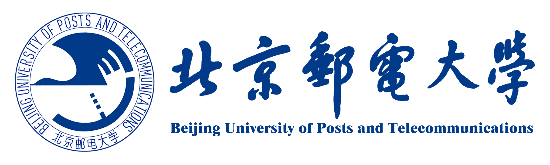 BEIJING UNIVERSITY OF POSTS AND TELECOMMUNICATIONS
北京邮电大学
北京郵電大學
Beijing University of Posts and Telecommunications